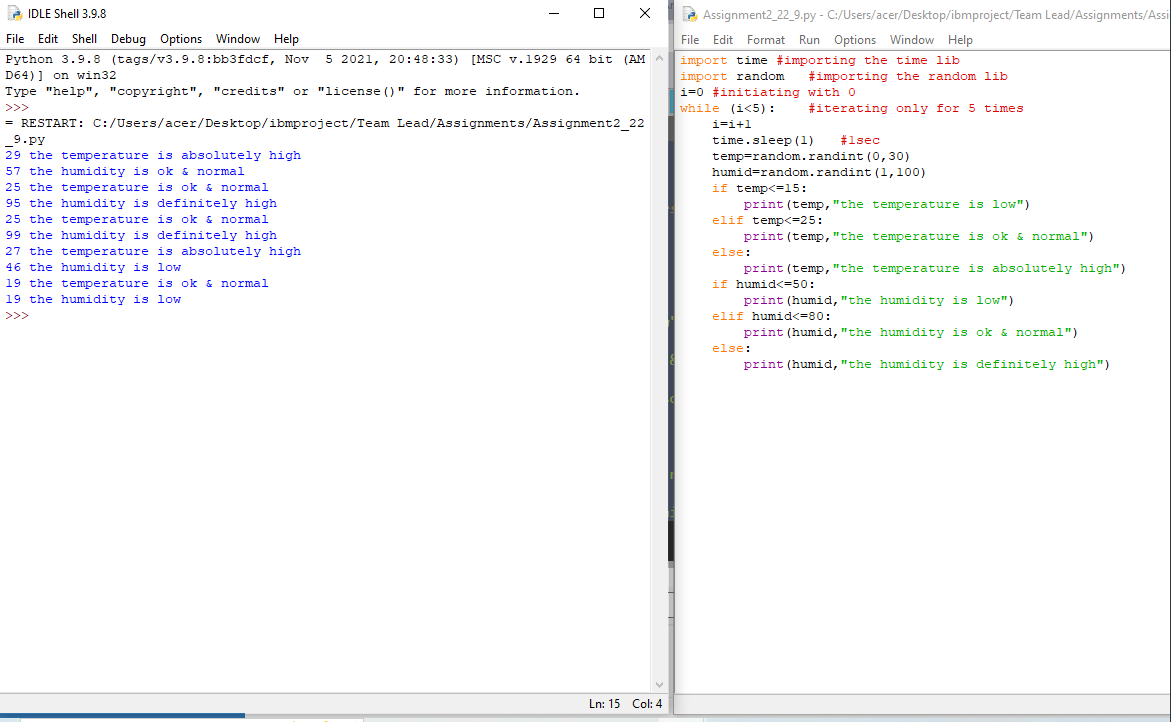 IDLE Shell 3.9.8
File Edit Shell Debug Options Window Help
Python 3.9.8 (tags/v3.9.8:bb3fdcf, Nov  5 2021, 20:48:33) [MSC v.1929 64 bit (AM
D64)] on win32
Type "help", "copyright", "credits" or "license()" for more information.
>>>
= RESTART: C:/Users/acer/Desktop/ibmproject/Team Lead/Assignments/Assignment2_22
_9.py
29 the temperature is absolutely high
57 the humidity is ok & normal
25 the temperature is ok & normal
95 the humidity is definitely high
25 the temperature is ok & normal
99 the humidity is definitely high
27 the temperature is absolutely high
46 the humidity is low
19 the temperature is ok & normal
19 the humidity is low
>>>
Ln: 15 Col: 4
Assignment2_22_9.py - C:/Users/acer/Desktop/ibmproject/Team Lead/Assignments/Assi
File Edit Format Run Options Window Help
import time #importing the time lib
import random   #importing the random lib
i=0 #initiating with 0
while (i<5):    #iterating only for 5 times
    i=i+1
    time.sleep(1)   #1sec
    temp=random.randint(0,30)
    humid=random.randint(1,100)
    if temp<=15:
        print(temp,"the temperature is low")
    elif temp<=25:
        print(temp,"the temperature is ok & normal")
    else:
        print(temp,"the temperature is absolutely high")
    if humid<=50:
        print(humid,"the humidity is low")
    elif humid<=80:
        print(humid,"the humidity is ok & normal")
    else:
        print(humid,"the humidity is definitely high")